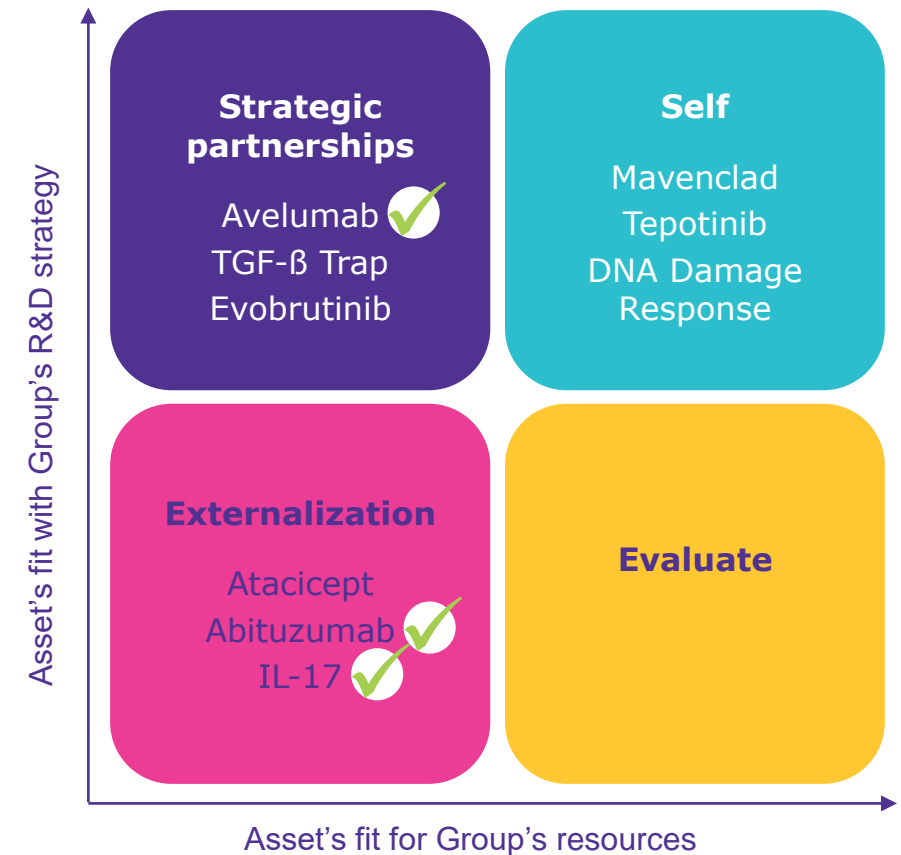 Asset's fit with Group's R&D strategy
Strategic
partnerships
Avelumab
TGF-ß Trap
Evobrutinib
Self
Mavenclad
Tepotinib
DNA Damage
Response
Externalization
Atacicept
Abituzumab
IL-17
Evaluate
Asset's fit for Group's resources